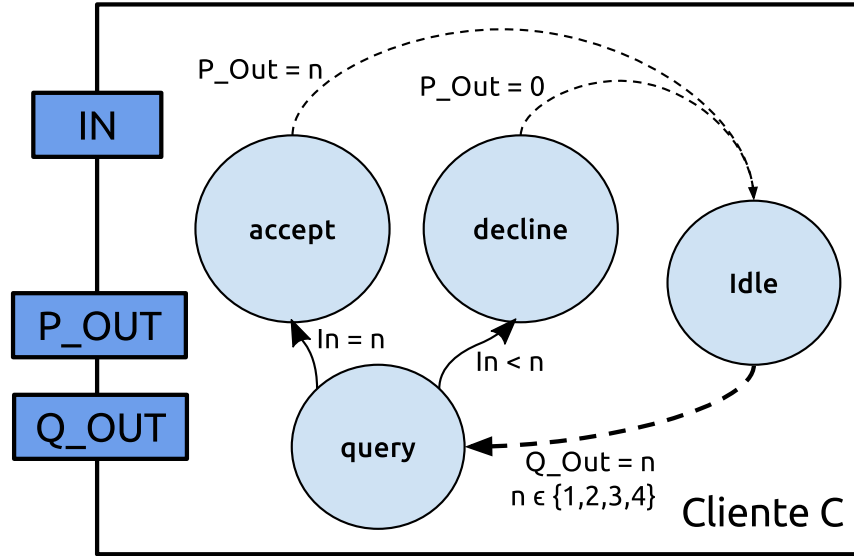 P_Out = n
P_Out = 0
IN
accept
decline
Idle
P_OUT
In = n
In < n
Q_OUT
query
Q_Out = n
n ϵ {1,2,3,4}
Cliente C